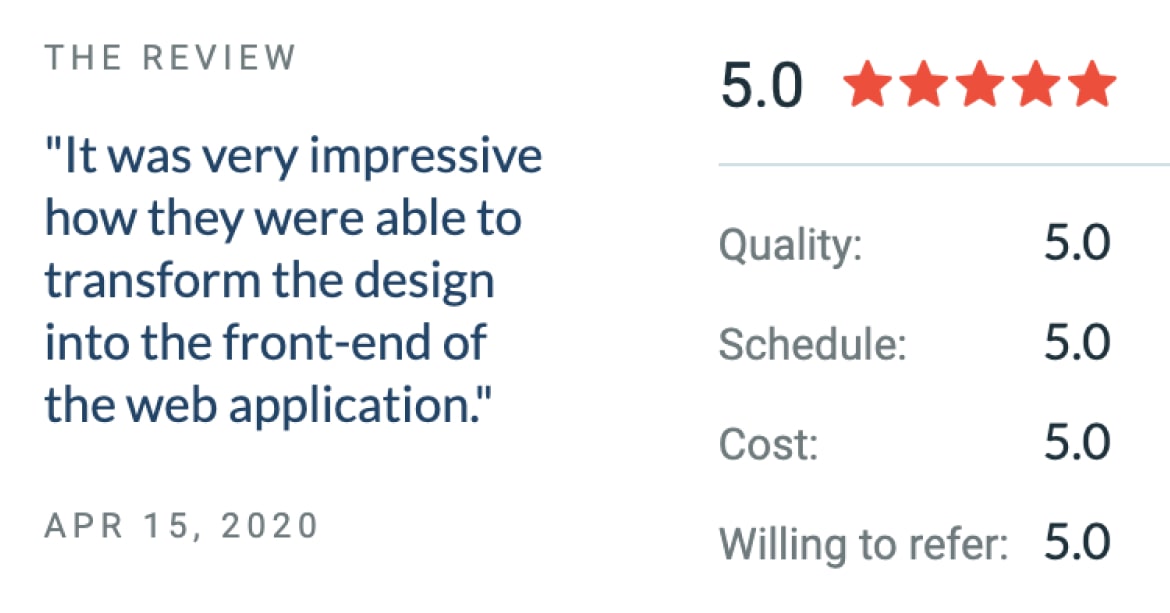 THE REVIEW
"It was very impressive
how they were able to
transform the design
into the front-end of
the web application."
APR 15, 2020
5.0
Quality: 5.0
Schedule: 5.0
Cost: 5.0
Willing to refer: 5.0